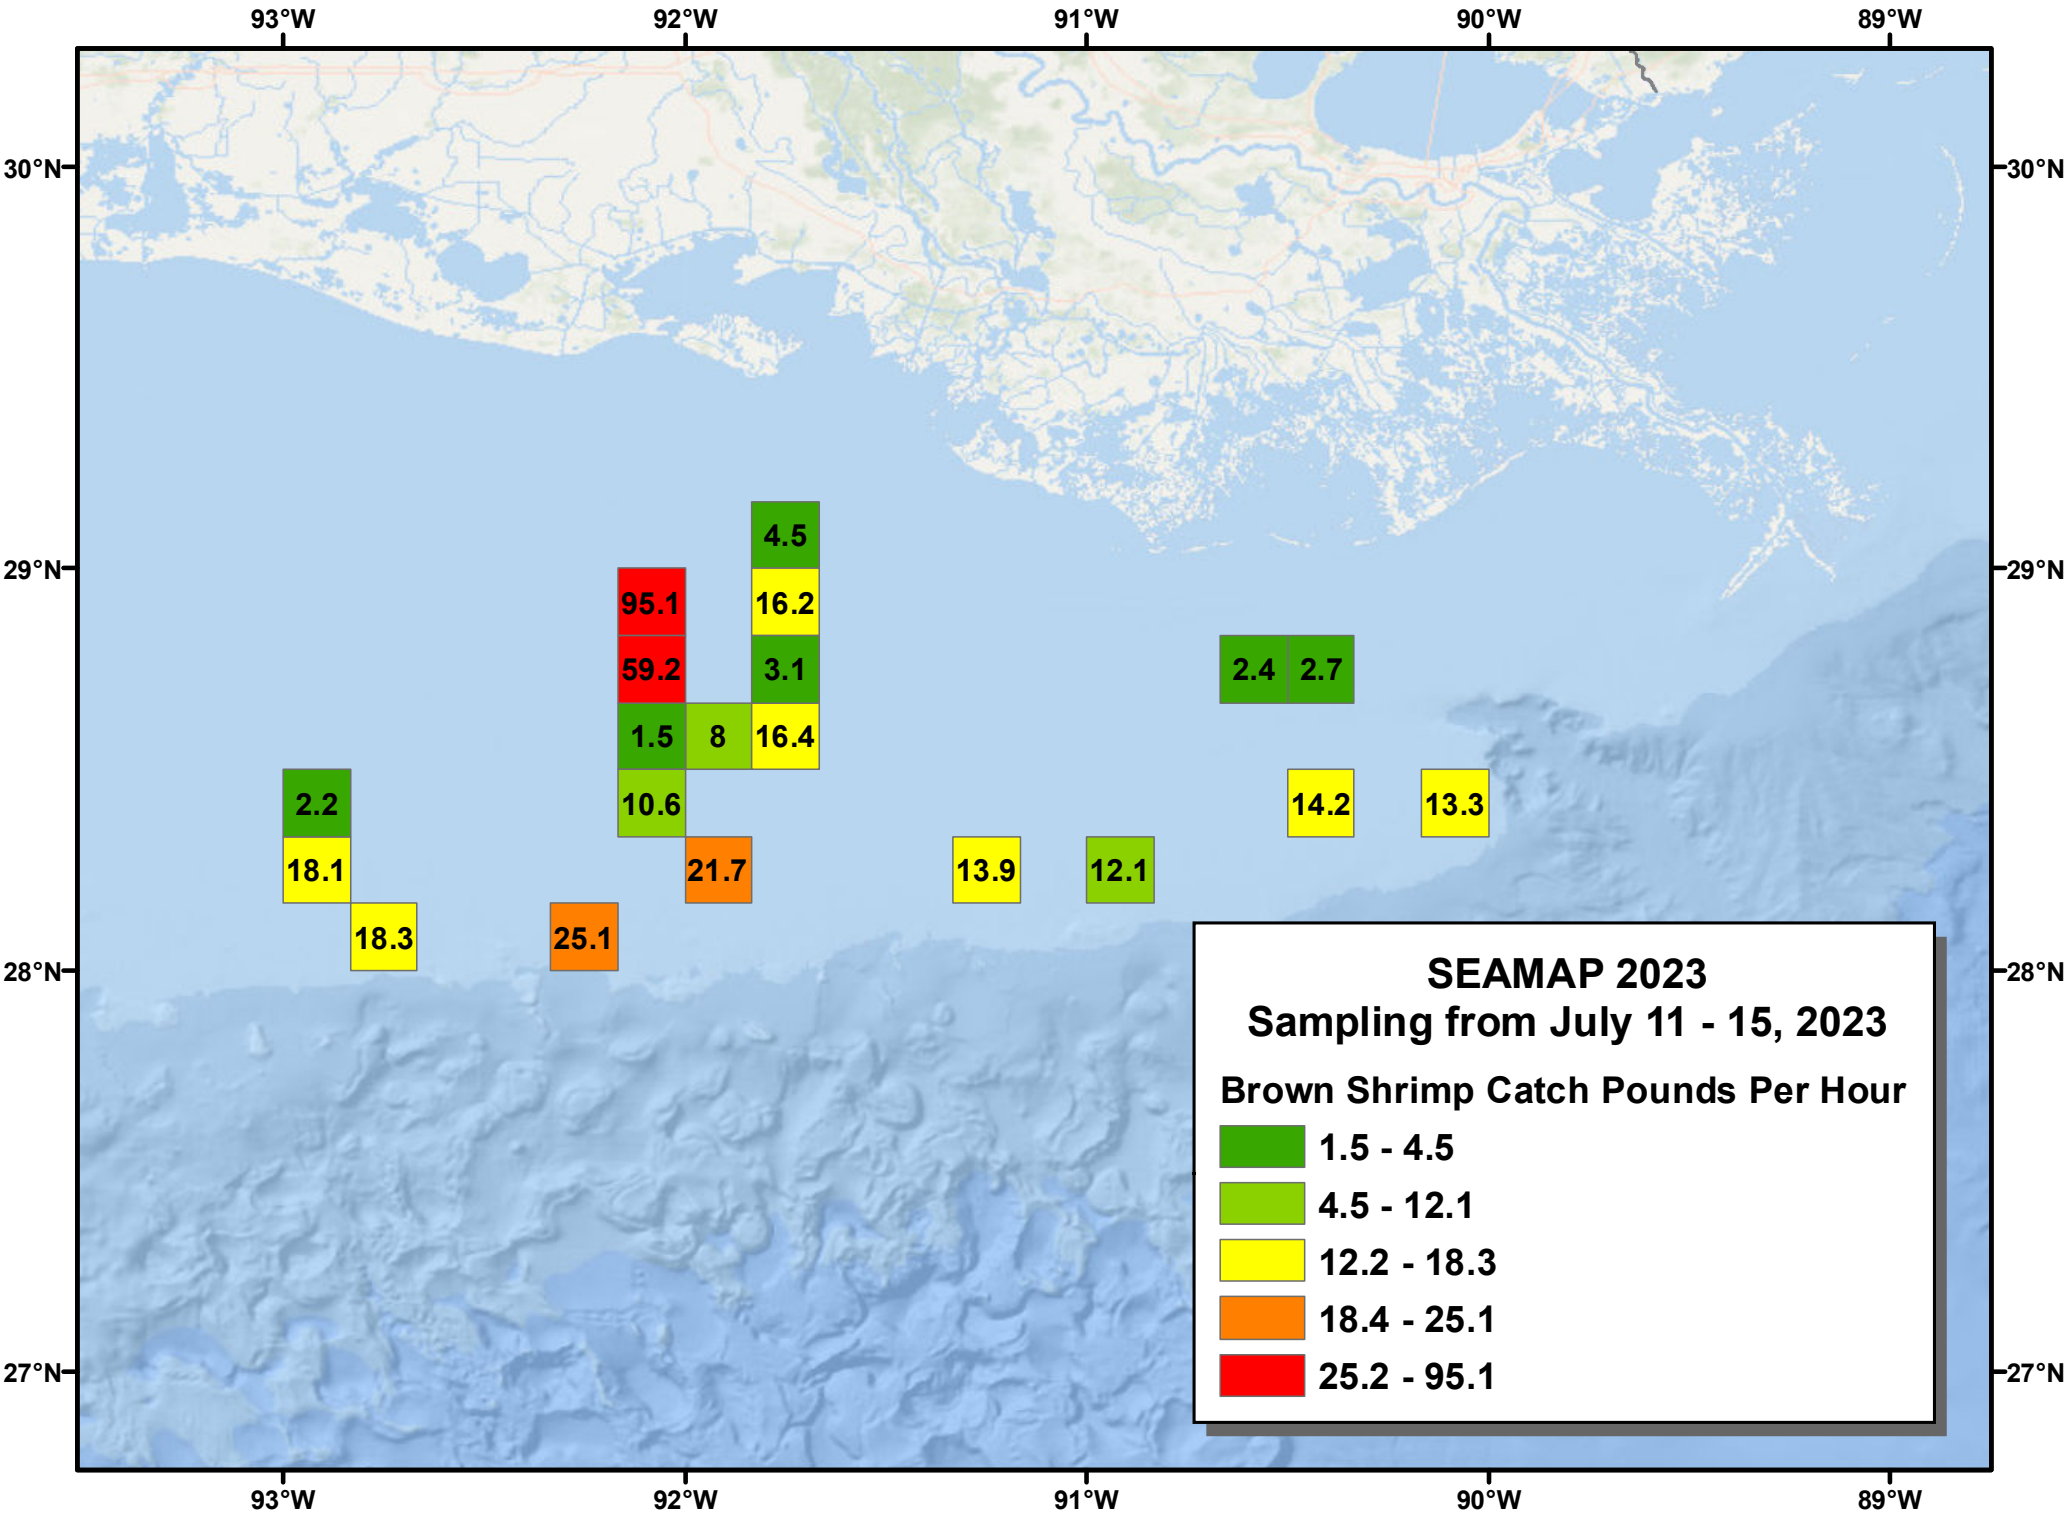 93°W 92°W 91°W 90°W 89°W
30°N 30°N
4.5
29°N 29°N
95.1 16.2
59.2 3.1 2.4 2.7
1.5 8 16.4
2.2 10.6 14.2 13.3
18.1 21.7 13.9 12.1
18.3 25.1
28°N 28°N
SEAMAP 2023
Sampling from July 11 - 15, 2023
Brown Shrimp Catch Pounds Per Hour
1.5 - 4.5
4.5 - 12.1
12.2 - 18.3
18.4 - 25.1
25.2 - 95.1
27°N 27°N
93°W 92°W 91°W 90°W 89°W